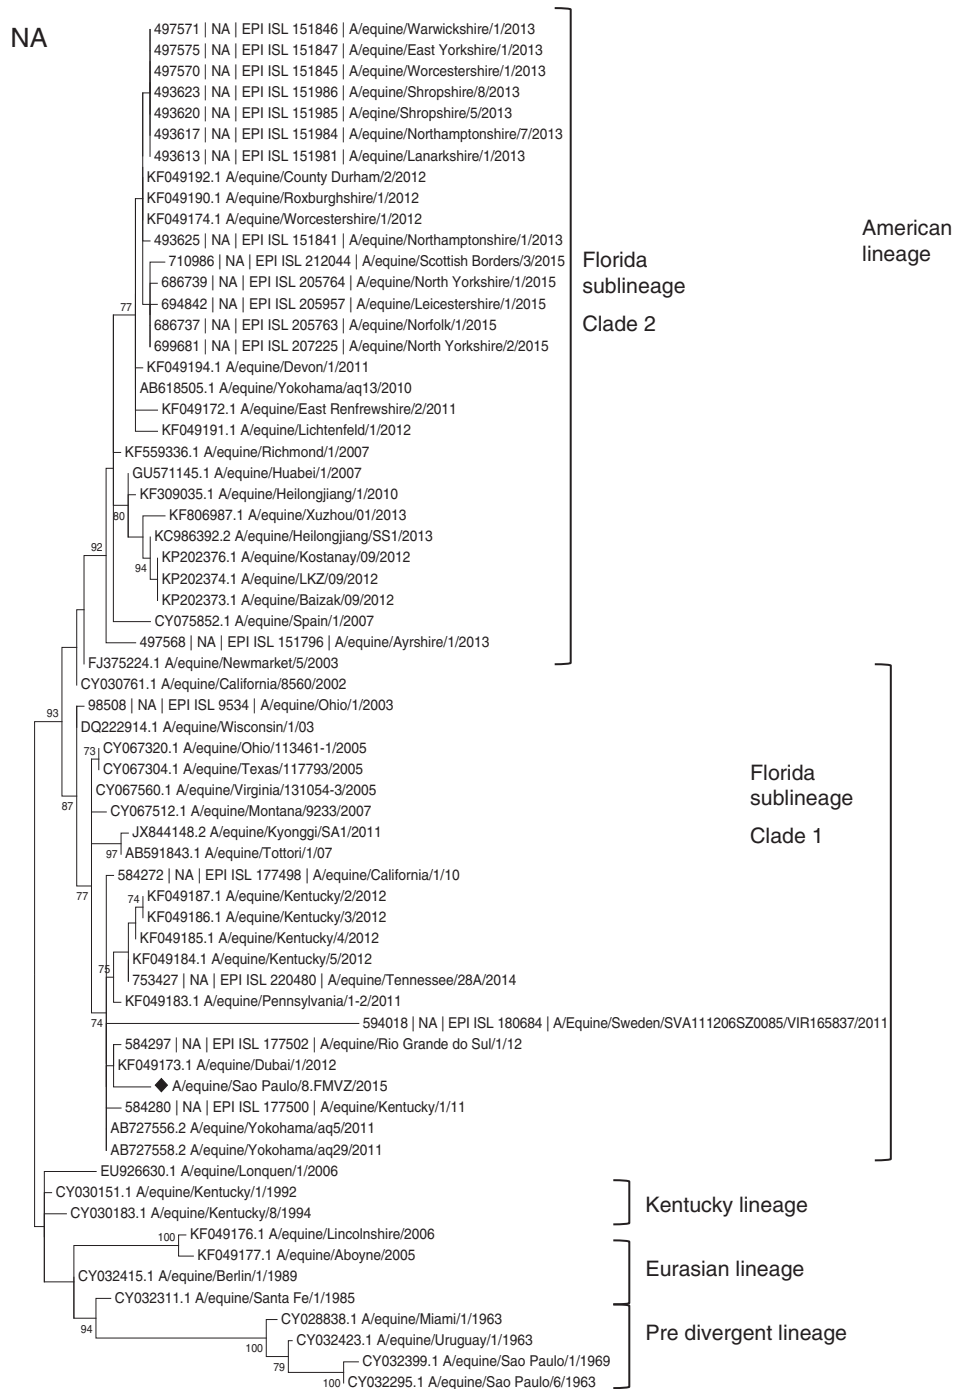 NA
497571 | NA | EPI ISL 151846 | A/equine/Warwickshire/1/2013
497575 | NA | EPI ISL 151847 | A/equine/East Yorkshire/1/2013
497570 | NA | EPI ISL 151845 | A/equine/Worcestershire/1/2013
493623 | NA | EPI ISL 151986 | A/equine/Shropshire/8/2013
493620 | NA | EPI ISL 151985 | A/eqine/Shropshire/5/2013
493617 | NA | EPI ISL 151984 | A/equine/Northamptonshire/7/2013
493613 | NA | EPI ISL 151981 | A/equine/Lanarkshire/1/2013
KF049192.1 A/equine/County Durham/2/2012
KF049190.1 A/equine/Roxburghshire/1/2012
KF049174.1 A/equine/Worcestershire/1/2012
493625 | NA | EPI ISL 151841 | A/equine/Northamptonshire/1/2013
710986 | NA | EPI ISL 212044 | A/equine/Scottish Borders/3/2015
686739 | NA | EPI ISL 205764 | A/equine/North Yorkshire/1/2015
694842 | NA | EPI ISL 205957 | A/equine/Leicestershire/1/2015
686737 | NA | EPI ISL 205763 | A/equine/Norfolk/1/2015
699681 | NA | EPI ISL 207225 | A/equine/North Yorkshire/2/2015
77
KF049194.1 A/equine/Devon/1/2011
AB618505.1 A/equine/Yokohama/aq13/2010
KF049172.1 A/equine/East Renfrewshire/2/2011
KF049191.1 A/equine/Lichtenfeld/1/2012
KF559336.1 A/equine/Richmond/1/2007
GU571145.1 A/equine/Huabei/1/2007
KF309035.1 A/equine/Heilongjiang/1/2010
80
KF806987.1 A/equine/Xuzhou/01/2013
KC986392.2 A/equine/Heilongjiang/SS1/2013
92
KP202376.1 A/equine/Kostanay/09/2012
94
KP202374.1 A/equine/LKZ/09/2012
KP202373.1 A/equine/Baizak/09/2012
CY075852.1 A/equine/Spain/1/2007
497568 | NA | EPI ISL 151796 | A/equine/Ayrshire/1/2013
FJ375224.1 A/equine/Newmarket/5/2003
Florida
sublineage
Clade 2
American
lineage
CY030761.1 A/equine/California/8560/2002
98508 | NA | EPI ISL 9534 | A/equine/Ohio/1/2003
93
DQ222914.1 A/equine/Wisconsin/1/03
73
CY067320.1 A/equine/Ohio/113461-1/2005
CY067304.1 A/equine/Texas/117793/2005
CY067560.1 A/equine/Virginia/131054-3/2005
87
CY067512.1 A/equine/Montana/9233/2007
JX844148.2 A/equine/Kyonggi/SA1/2011
97
AB591843.1 A/equine/Tottori/1/07
584272 | NA | EPI ISL 177498 | A/equine/California/1/10
77
74
KF049187.1 A/equine/Kentucky/2/2012
KF049186.1 A/equine/Kentucky/3/2012
KF049185.1 A/equine/Kentucky/4/2012
KF049184.1 A/equine/Kentucky/5/2012
75
753427 | NA | EPI ISL 220480 | A/equine/Tennessee/28A/2014
KF049183.1 A/equine/Pennsylvania/1-2/2011
74
594018 | NA | EPI ISL 180684 | A/Equine/Sweden/SVA111206SZ0085/VIR165837/2011
584297 | NA | EPI ISL 177502 | A/equine/Rio Grande do Sul/1/12
KF049173.1 A/equine/Dubai/1/2012
A/equine/Sao Paulo/8.FMVZ/2015
584280 | NA | EPI ISL 177500 | A/equine/Kentucky/1/11
AB727556.2 A/equine/Yokohama/aq5/2011
AB727558.2 A/equine/Yokohama/aq29/2011
Florida
sublineage
Clade 1
EU926630.1 A/equine/Lonquen/1/2006
CY030151.1 A/equine/Kentucky/1/1992
CY030183.1 A/equine/Kentucky/8/1994
Kentucky lineage
100
KF049176.1 A/equine/Lincolnshire/2006
KF049177.1 A/equine/Aboyne/2005
CY032415.1 A/equine/Berlin/1/1989
CY032311.1 A/equine/Santa Fe/1/1985
Eurasian lineage
94
CY028838.1 A/equine/Miami/1/1963
CY032423.1 A/equine/Uruguay/1/1963
100
CY032399.1 A/equine/Sao Paulo/1/1969
79
100
CY032295.1 A/equine/Sao Paulo/6/1963
Pre divergent lineage